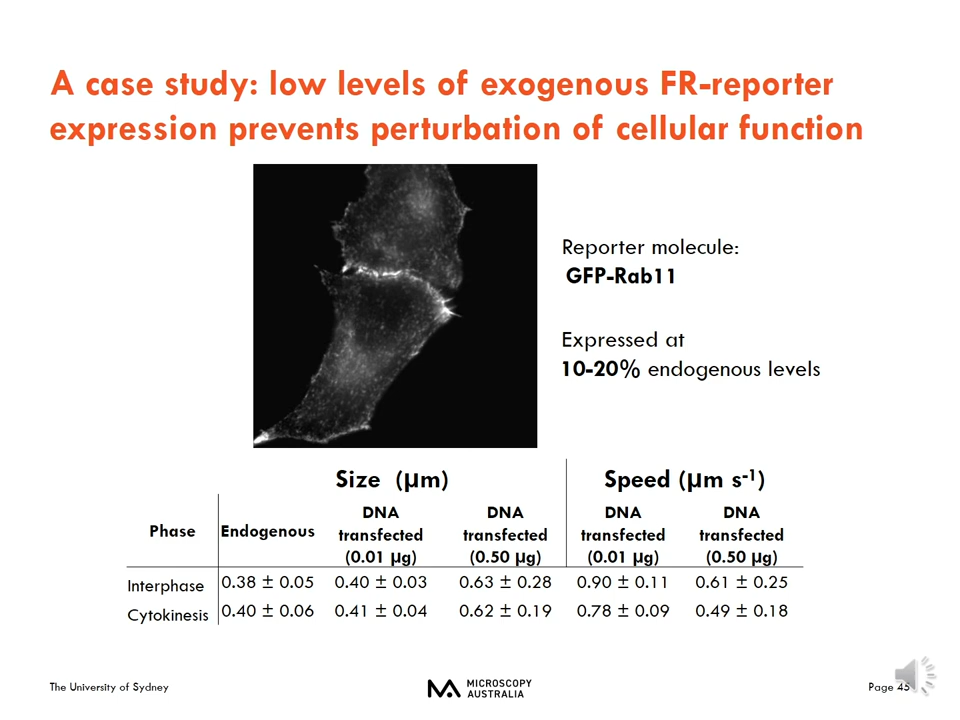 A case study: low levels of exogenous FR-reporter
expression prevents perturbation of cellular function
Reporter molecule:
GFP-Rab11
Expressed at
10-20% endogenous levels
Size (µm) Speed (µm s-1)
Phase Endogenous DNA transfected (0.01 µg) DNA transfected (0.50 µg) DNA transfected (0.01 µg) DNA transfected (0.50 µg)
Interphase 0.38 ± 0.05 0.40 ± 0.03 0.63 ± 0.28 0.90 ± 0.11 0.61 ± 0.25
Cytokinesis 0.40 ± 0.06 0.41 ± 0.04 0.62 ± 0.19 0.78 ± 0.09 0.49 ± 0.18
The University of Sydney
MICROSCOPY
AUSTRALIA
Page 45